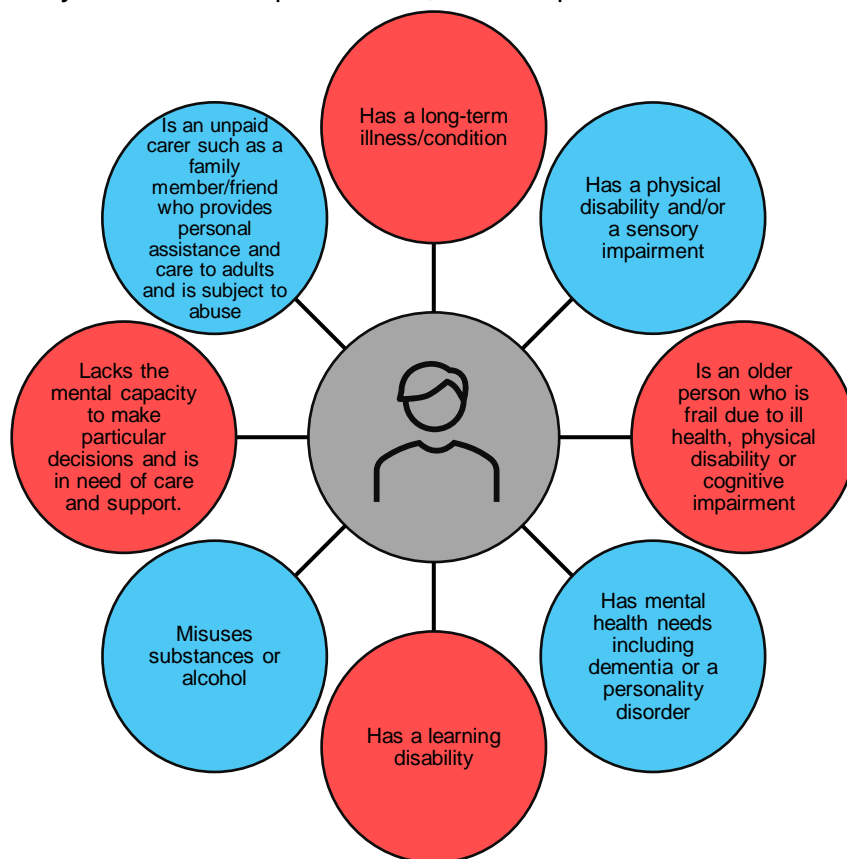 Has a long-term
illness/condition
Has a physical
disability and/or
a sensory
impairment
Is an older
person who is
frail due to ill
health, physical
disability or
cognitive
impairment
Has mental
health needs
including
dementia or a
personality
disorder
Has a learning
disability
Misuses
substances or
alcohol
Lacks the
mental capacity
to make
particular
decisions and is
in need of care
and support.
Is an unpaid
carer such as a
family
member/friend
who provides
personal
assistance and
care to adults
and is subject to
abuse